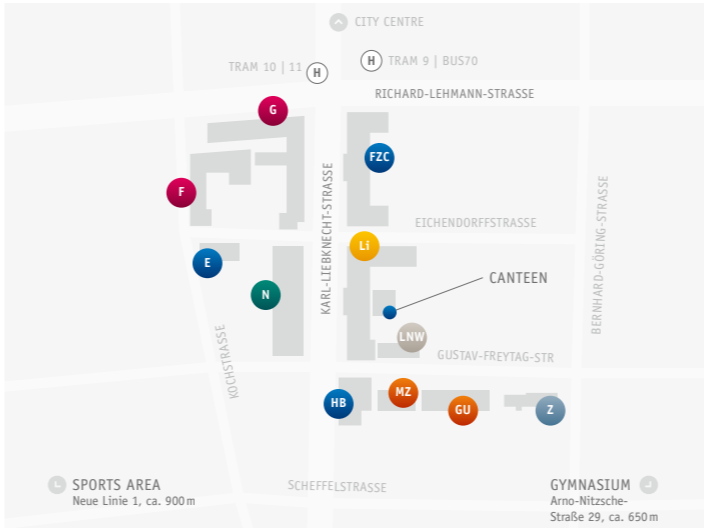 CITY CENTRE
TRAM 10 | 11
H
H
TRAM 9 | BUS70
RICHARD-LEHMANN-STRASSE
G
FZC
F
KARL-LIEBKNECHT-STRASSE
EICHENDORFFSTRASSE
BERNHARD-GÖRING-STRASSE
Li
E
CANTEEN
N
LNW
KOCHSTRASSE
GUSTAV-FREYTAG-STR
MZ
HB
GU
Z
SPORTS AREA
Neue Linie 1, ca. 900 m
SCHEFFELSTRASSE
GYMNASIUM
Arno-Nitzsche-
Straße 29, ca. 650 m